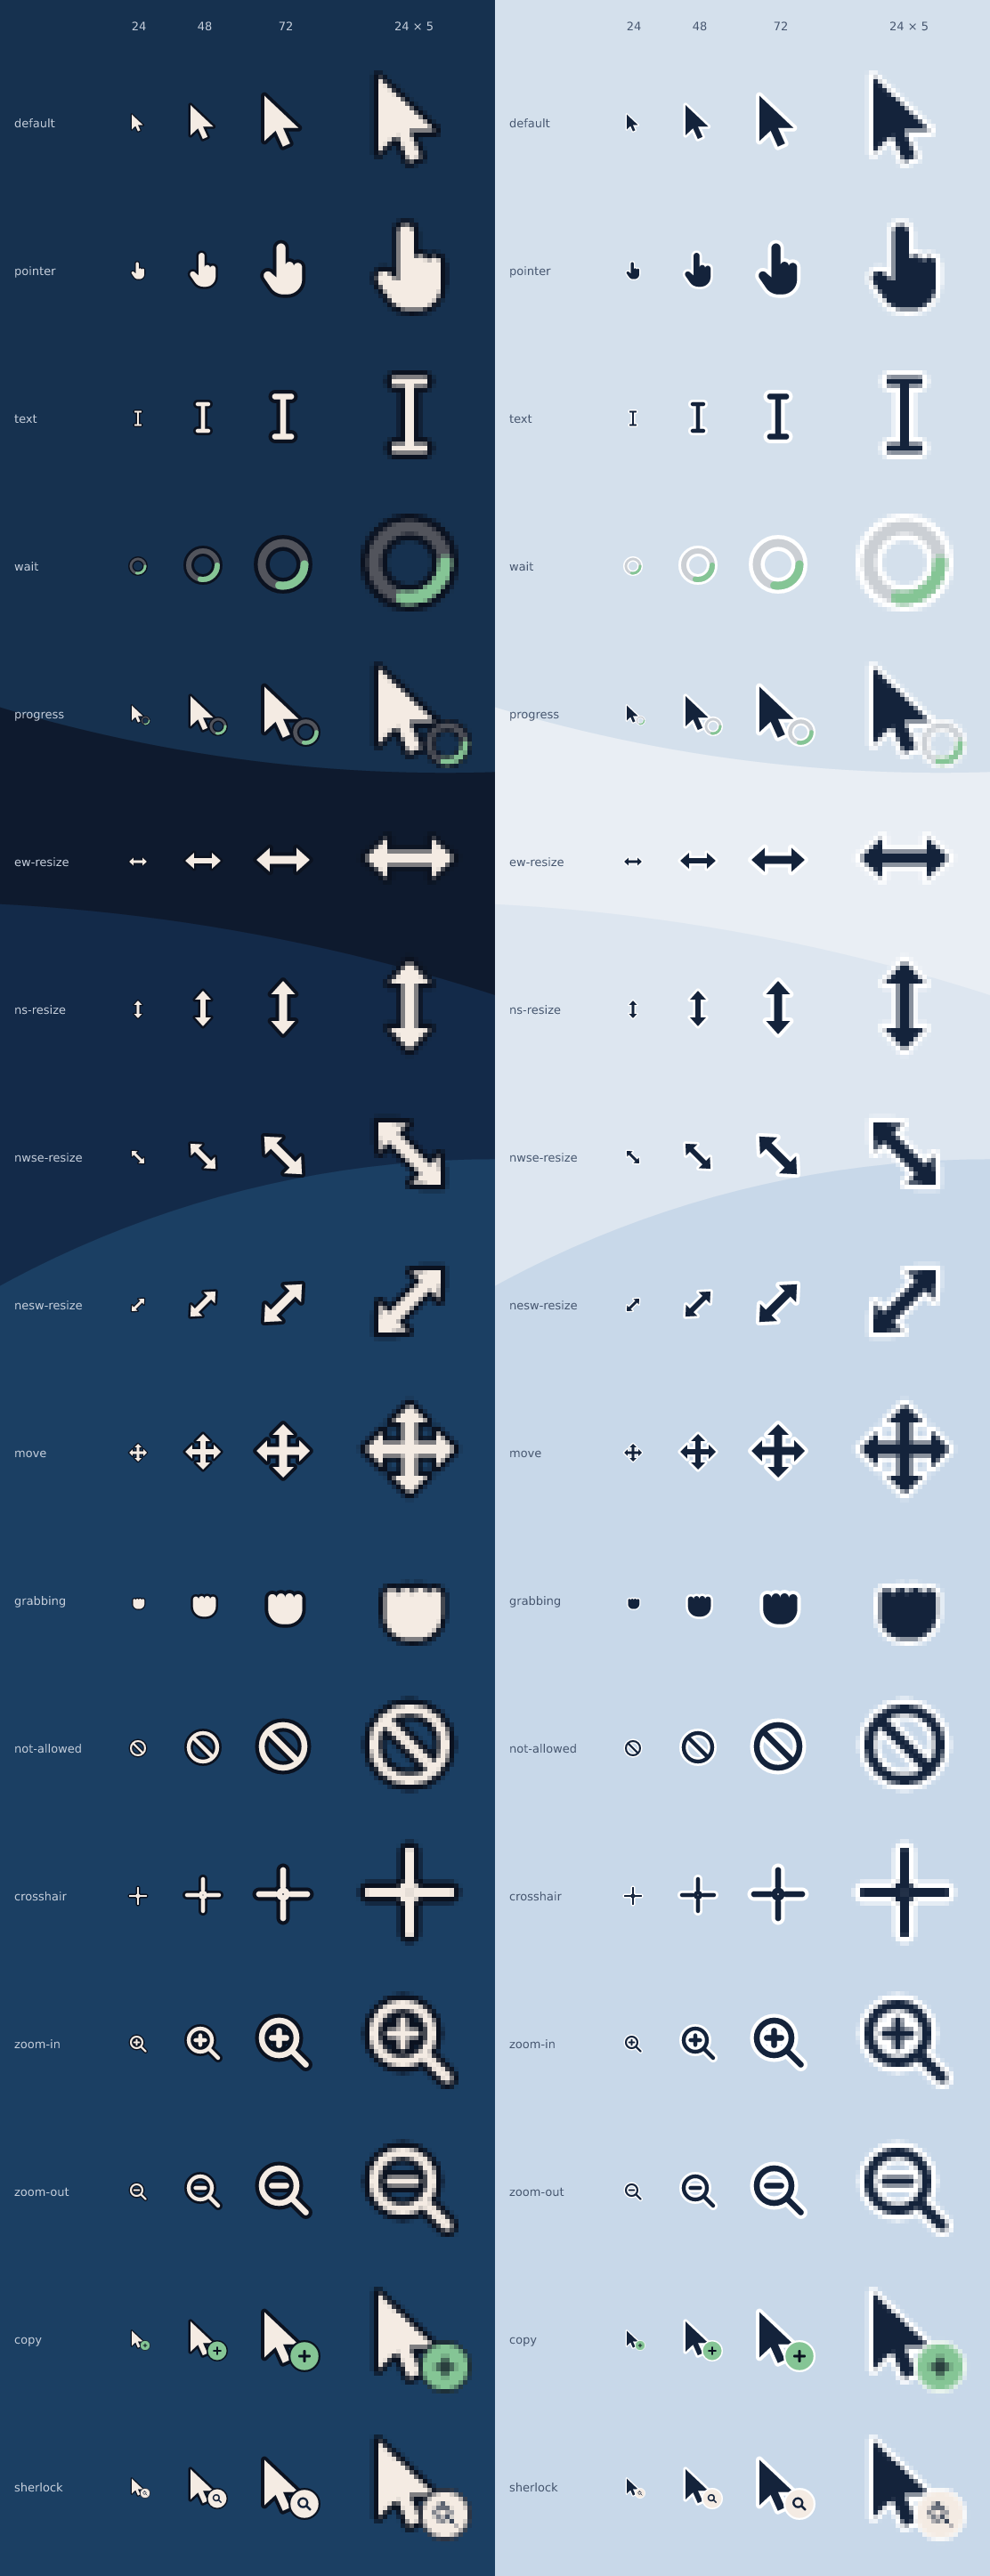 24 48 72 24 × 5 24 48 72 24 × 5
default default
pointer pointer
text text
wait wait
progress progress
ew-resize ew-resize
ns-resize ns-resize
nwse-resize nwse-resize
nesw-resize nesw-resize
move move
grabbing grabbing
not-allowed not-allowed
crosshair crosshair
zoom-in zoom-in
zoom-out zoom-out
copy copy
sherlock sherlock